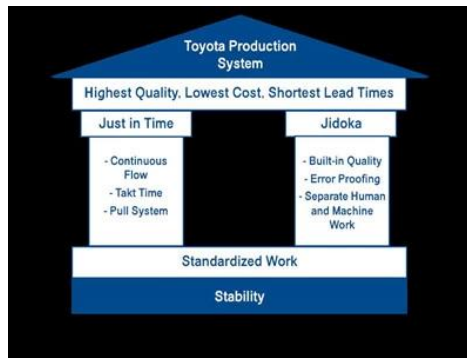 Toyota Production
System
Highest Quality, Lowest Cost, Shortest Lead Times
Just in Time
- Continuous
Flow
- Takt Time
- Pull System
Jidoka
- Built-in Quality
- Error Proofing
- Separate Human
and Machine
Work
Standardized Work
Stability